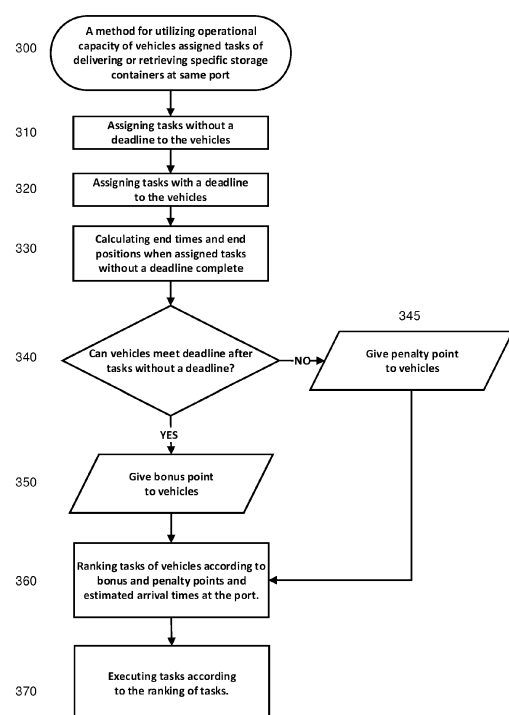 300
A method for utilizing operational
capacity of vehicles assigned tasks of
delivering or retrieving specific storage
containers at same port
310
Assigning tasks without a
deadline to the vehicles
320
Assigning tasks with a deadline
to the vehicles
330
Calculating end times and end
positions when assigned tasks
without a deadline complete
340
Can vehicles meet deadline after
tasks without a deadline?
NO
345
Give penalty point
to vehicles
YES
350
Give bonus point
to vehicles
360
Ranking tasks of vehicles according to
bonus and penalty points and
estimated arrival times at the port.
370
Executing tasks according
to the ranking of tasks.